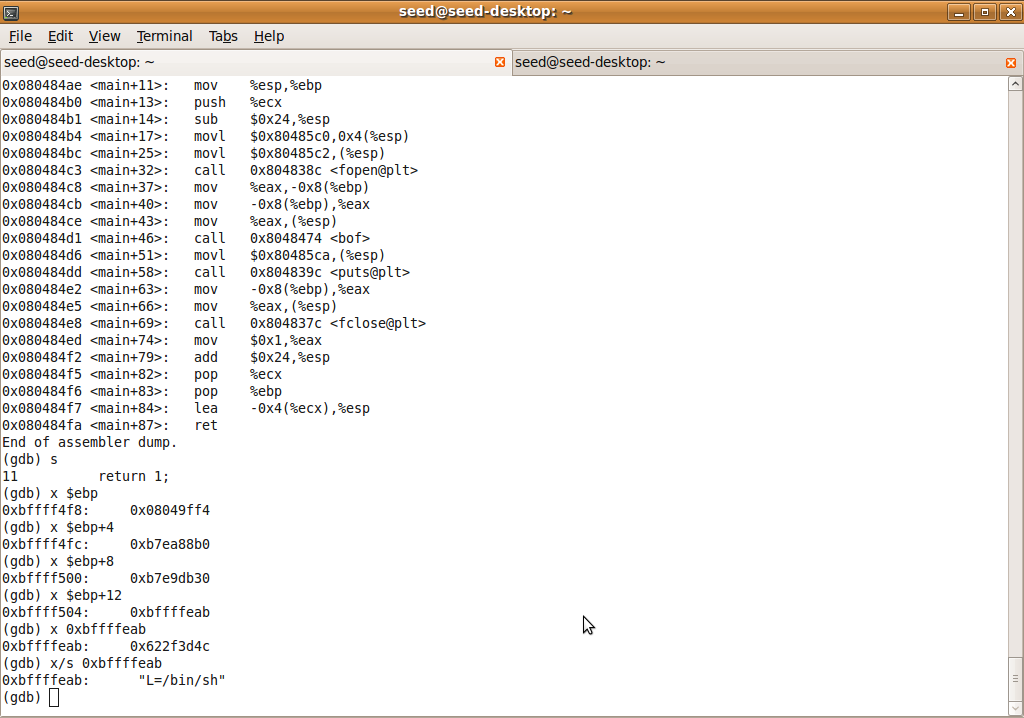 seed@seed-desktop: ~
File Edit View Terminal Tabs Help
seed@seed-desktop: ~ seed@seed-desktop: ~
0x080484ae <main+11>: mov %esp,%ebp
0x080484b0 <main+13>: push %ecx
0x080484b1 <main+14>: sub $0x24,%esp
0x080484b4 <main+17>: movl $0x80485c0,0x4(%esp)
0x080484bc <main+25>: movl $0x80485c2,(%esp)
0x080484c3 <main+32>: call 0x804838c <fopen@plt>
0x080484c8 <main+37>: mov %eax,-0x8(%ebp)
0x080484cb <main+40>: mov -0x8(%ebp),%eax
0x080484ce <main+43>: mov %eax,(%esp)
0x080484d1 <main+46>: call 0x8048474 <bof>
0x080484d6 <main+51>: movl $0x80485ca,(%esp)
0x080484dd <main+58>: call 0x804839c <puts@plt>
0x080484e2 <main+63>: mov -0x8(%ebp),%eax
0x080484e5 <main+66>: mov %eax,(%esp)
0x080484e8 <main+69>: call 0x804837c <fclose@plt>
0x080484ed <main+74>: mov $0x1,%eax
0x080484f2 <main+79>: add $0x24,%esp
0x080484f5 <main+82>: pop %ecx
0x080484f6 <main+83>: pop %ebp
0x080484f7 <main+84>: lea -0x4(%ecx),%esp
0x080484fa <main+87>: ret
End of assembler dump.
(gdb) s
11 return 1;
(gdb) x $ebp
0xbffff4f8: 0x08049ff4
(gdb) x $ebp+4
0xbffff4fc: 0xb7ea88b0
(gdb) x $ebp+8
0xbffff500: 0xb7e9db30
(gdb) x $ebp+12
0xbffff504: 0xbffffeab
(gdb) x 0xbffffeab
0xbffffeab: 0x622f3d4c
(gdb) x/s 0xbffffeab
0xbffffeab: "L=/bin/sh"
(gdb)